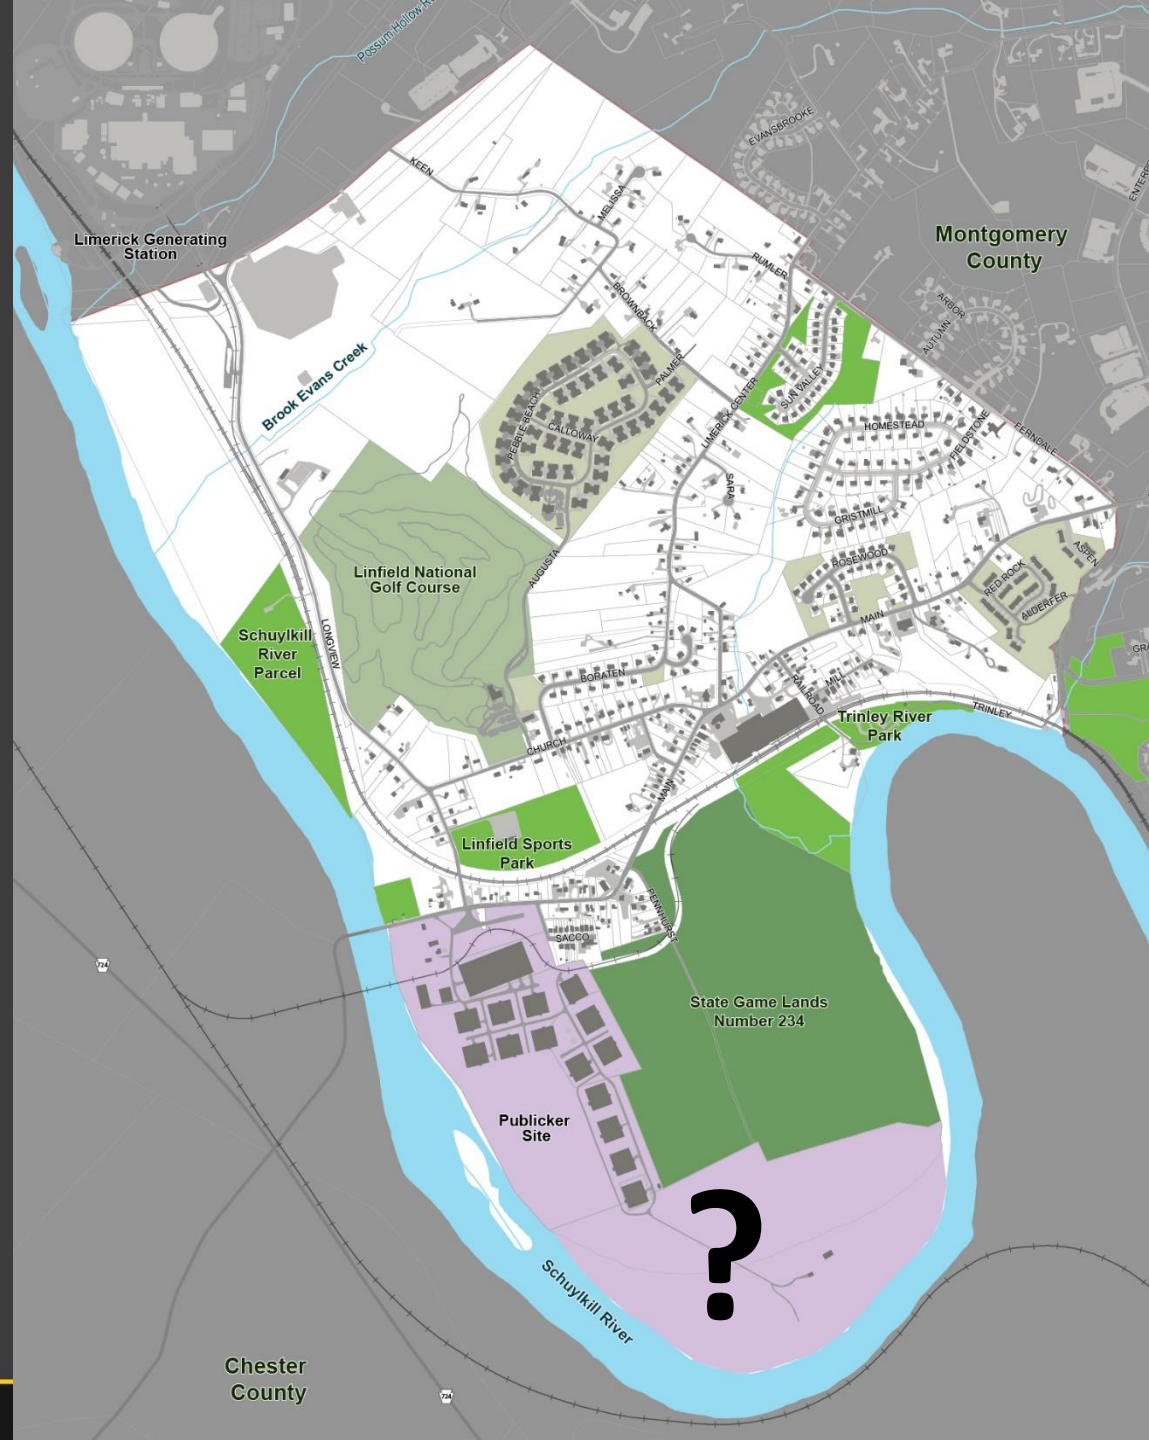 Possum Hollow R
EVANSBROOKE
ENTERP
KEEN
MELISSA
Limerick Generating
Station
Montgomery
County
RUMLER
BROWNBACK
ARBOR
AUTUMN
Brook Evans Creek
PALMER
SUN VALLEY
LIMERICK CENTER
PEBBLE BEACH
CALLOWAY
HOMESTEAD
FIELDSTONE
FERNDALE
SARA
GRISTMILL
Linfield National
Golf Course
AUGUSTA
ROSEWOOD
ASPEN
RED ROCK
ALDERFER
MAIN
Schuylkill
River
Parcel
LONGVIEW
GRA
BORATEN
RAILROAD
MILL
TRINLEY
Trinley River
Park
CHURCH
MAIN
Linfield Sports
Park
PENNHURST
SACCO
724
State Game Lands
Number 234
Publicker
Site
?
Schuylkill River
Chester
County
724